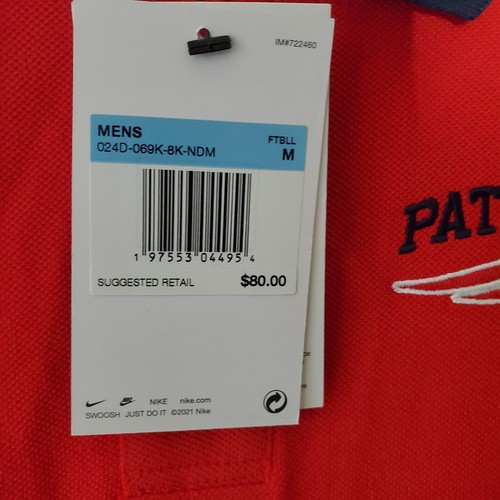 IM#722460
MENS
024D-069K-8K-NDM
FTBLL
M
1 97553 04495 4
SUGGESTED RETAIL $80.00
NIKE nike.com
SWOOSH JUST DO IT ©2021 Nike
PAT